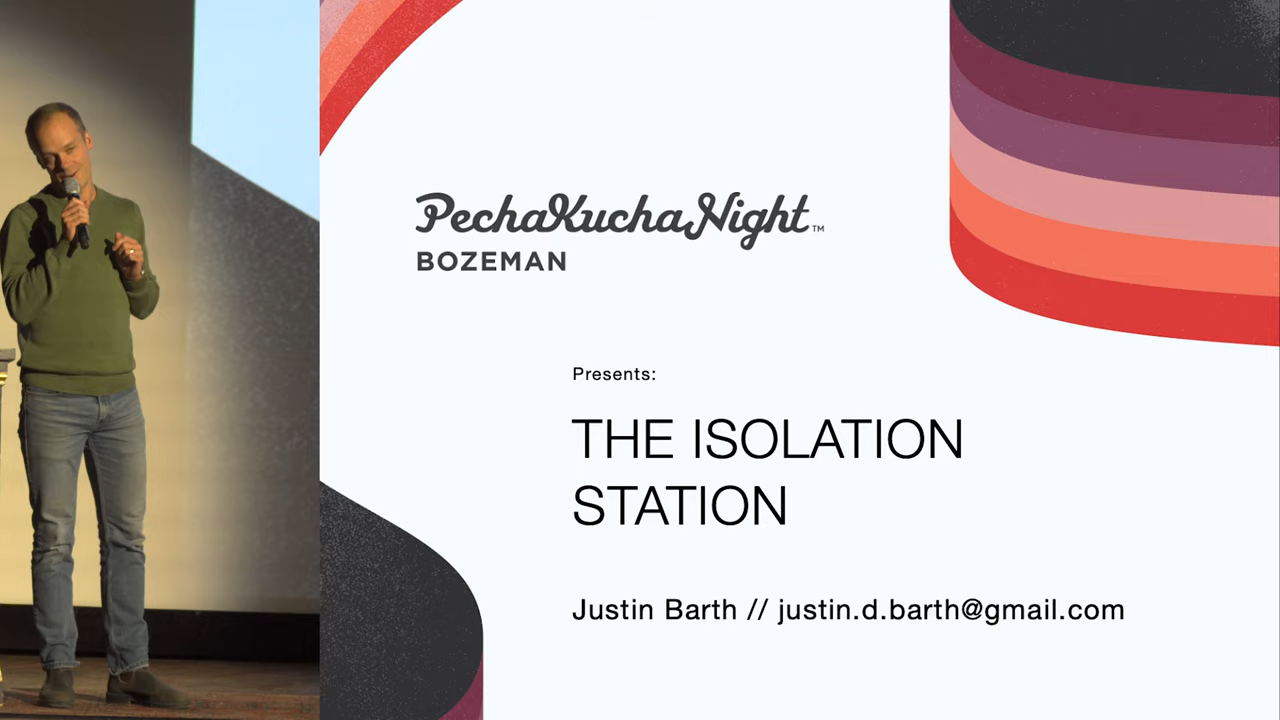 PechaKuchaNight™
BOZEMAN
Presents:
THE ISOLATION
STATION
Justin Barth // justin.d.barth@gmail.com